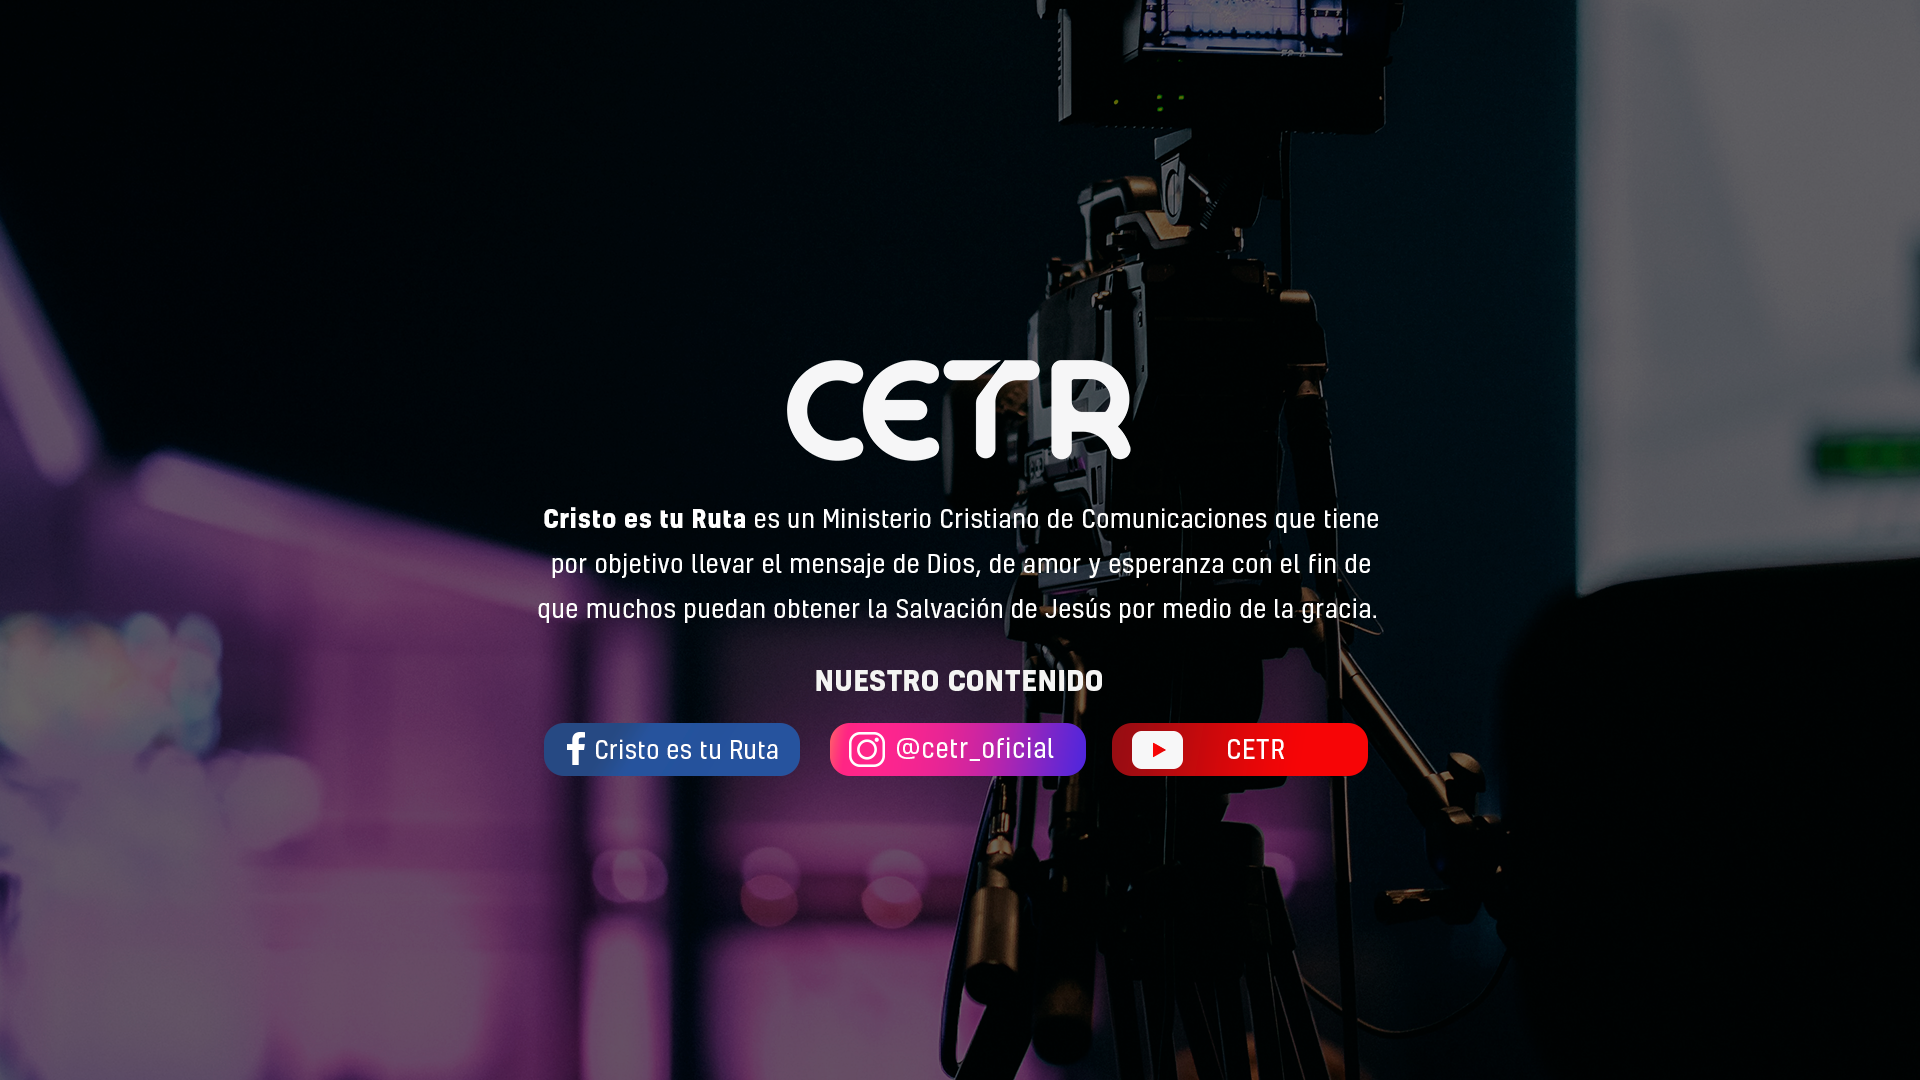 CETR
Cristo es tu Ruta es un Ministerio Cristiano de Comunicaciones que tiene
por objetivo llevar el mensaje de Dios, de amor y esperanza con el fin de
que muchos puedan obtener la Salvación de Jesús por medio de la gracia.
NUESTRO CONTENIDO
Cristo es tu Ruta
@cetr_oficial
CETR